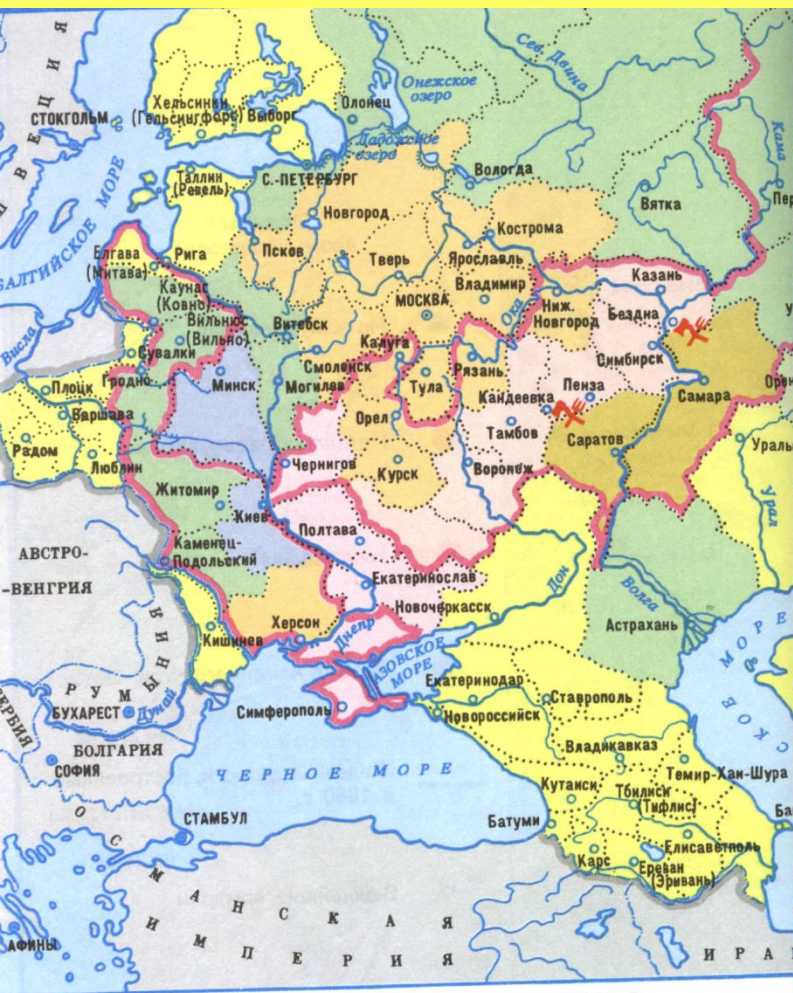 ШВЕЦИЯ
СТОКГОЛЬМ
Хельсинки
(Гельсингфорс)
Выборг
Олонец
Онежское
озеро
Сев. Двина
Ладожское
озеро
Кама
БАЛТИЙСКОЕ МОРЕ
Таллин
(Ревель)
С.-ПЕТЕРБУРГ
Вологда
Вятка
Новгород
Кострома
Псков
Елгава
(Митава)
Рига
Тверь
Ярославль
Казань
Каунас
(Ковно)
Владимир
МОСКВА
Ока
Ниж.
Новгород
Бездна
Вильнюс
(Вильно)
Витебск
Висла
Сувалки
Калуга
Симбирск
Смоленск
Рязань
Плоцк
Гродно
Минск
Могилев
Тула
Кандеевка
Пенза
Самара
Варшава
Орел
Тамбов
Саратов
Радом
Люблин
Чернигов
Курск
Воронеж
Ураль
Житомир
Урал
Киев
Полтава
АВСТРО-
-ВЕНГРИЯ
Каменец-
Подольский
Екатеринослав
Дон
Волга
Новочеркасск
Астрахань
Херсон
Днепр
Кишинев
АЗОВСКОЕ
МОРЕ
РУМЫНИЯ
Екатеринодар
Ставрополь
СКОЕ МОРЕ
БУХАРЕСТ
Дунай
Симферополь
Новороссийск
ЕРБИЯ
БОЛГАРИЯ
Владикавказ
СОФИЯ
ЧЕРНОЕ МОРЕ
Темир-Хан-Шура
Кутаиси
Тбилиси
(Тифлис)
СТАМБУЛ
Батуми
Елисаветполь
Карс
Ереван
(Эривань)
ОСМАНСКАЯ
ИМПЕРИЯ
АФИНЫ
ИРА